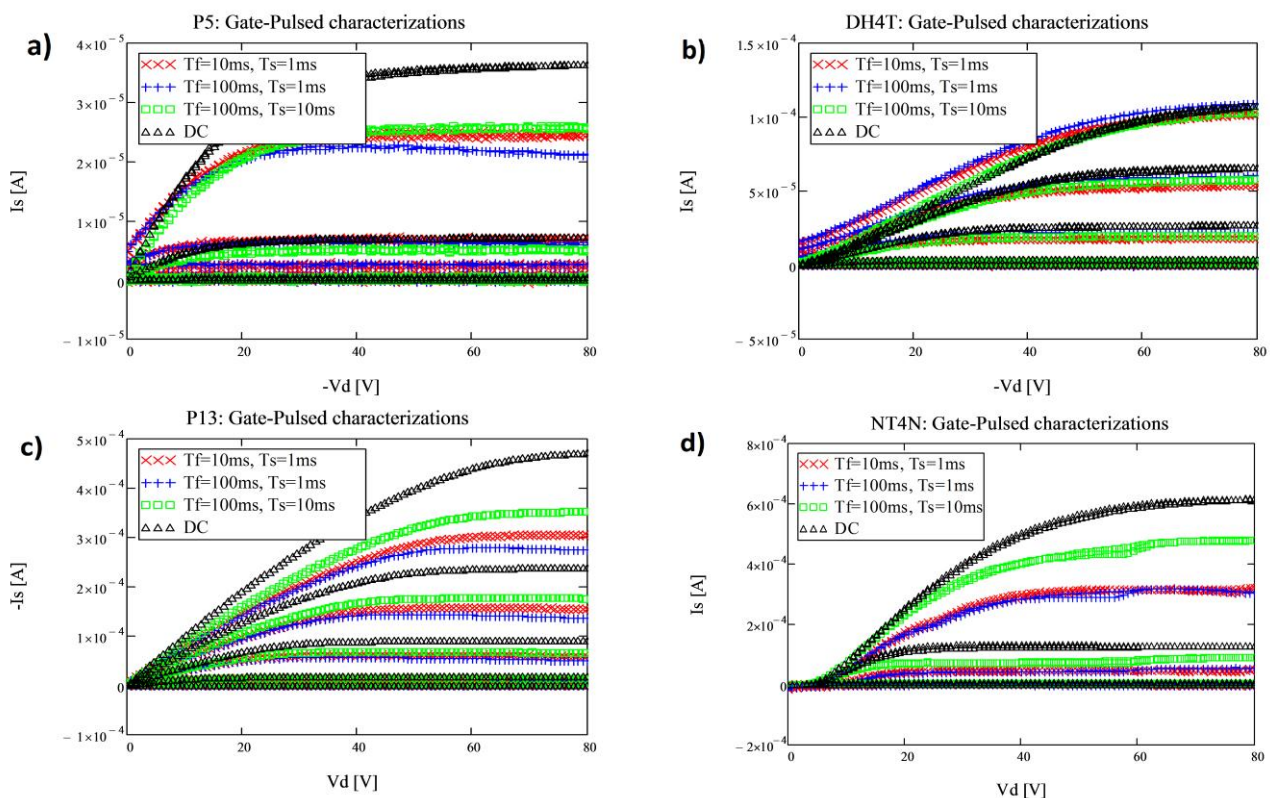 a)
P5: Gate-Pulsed characterizations
Tf=10ms, Ts=1ms
Tf=100ms, Ts=1ms
Tf=100ms, Ts=10ms
DC
4×10⁻⁵
3×10⁻⁵
2×10⁻⁵
1×10⁻⁵
0
− 1×10⁻⁵
Is [A]
0 20 40 60 80
-Vd [V]
b)
DH4T: Gate-Pulsed characterizations
Tf=10ms, Ts=1ms
Tf=100ms, Ts=1ms
Tf=100ms, Ts=10ms
DC
1.5×10⁻⁴
1×10⁻⁴
5×10⁻⁵
0
− 5×10⁻⁵
Is [A]
0 20 40 60 80
-Vd [V]
c)
P13: Gate-Pulsed characterizations
Tf=10ms, Ts=1ms
Tf=100ms, Ts=1ms
Tf=100ms, Ts=10ms
DC
5×10⁻⁴
4×10⁻⁴
3×10⁻⁴
2×10⁻⁴
1×10⁻⁴
0
− 1×10⁻⁴
-Is [A]
0 20 40 60 80
Vd [V]
d)
NT4N: Gate-Pulsed characterizations
Tf=10ms, Ts=1ms
Tf=100ms, Ts=1ms
Tf=100ms, Ts=10ms
DC
8×10⁻⁴
6×10⁻⁴
4×10⁻⁴
2×10⁻⁴
0
− 2×10⁻⁴
Is [A]
0 20 40 60 80
Vd [V]